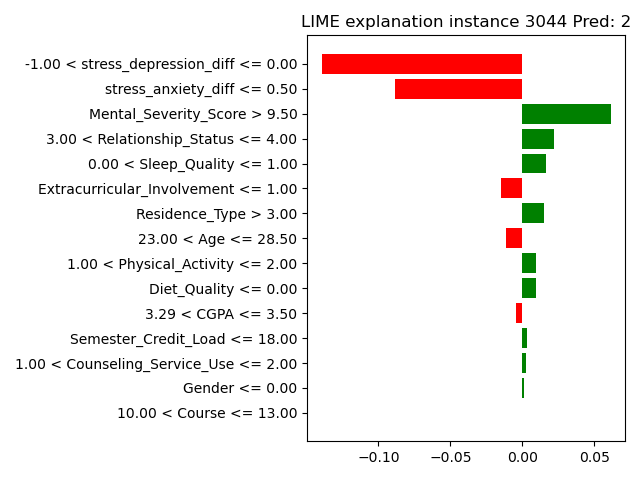 LIME explanation instance 3044 Pred: 2
-1.00 < stress_depression_diff <= 0.00
stress_anxiety_diff <= 0.50
Mental_Severity_Score > 9.50
3.00 < Relationship_Status <= 4.00
0.00 < Sleep_Quality <= 1.00
Extracurricular_Involvement <= 1.00
Residence_Type > 3.00
23.00 < Age <= 28.50
1.00 < Physical_Activity <= 2.00
Diet_Quality <= 0.00
3.29 < CGPA <= 3.50
Semester_Credit_Load <= 18.00
1.00 < Counseling_Service_Use <= 2.00
Gender <= 0.00
10.00 < Course <= 13.00
−0.10 −0.05 0.00 0.05